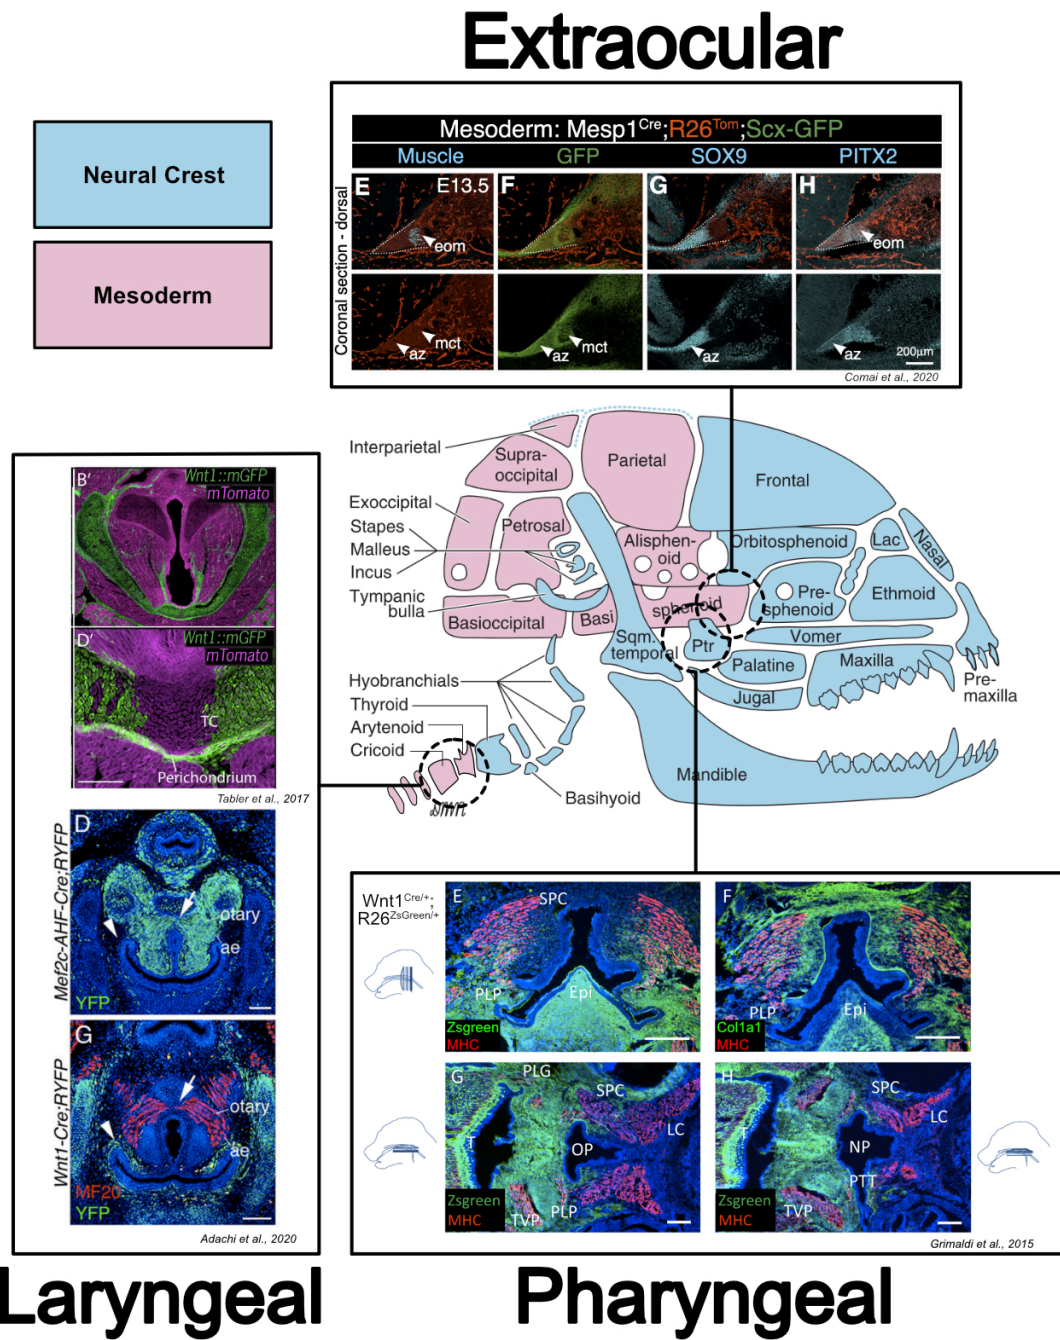 Extraocular
Neural Crest
Mesoderm
Mesoderm: Mesp1Cre;R26Tom;Scx-GFP
Muscle GFP SOX9 PITX2
E E13.5 F G H
Coronal section - dorsal
eom eom
mct mct
az az az az
200µm
Comai et al., 2020
B' Wnt1::mGFP
mTomato
D' Wnt1::mGFP
mTomato
TC
Perichondrium
Tabler et al., 2017
Mef2c-AHF-Cre;RYFP
D
otary
ae
YFP
Wnt1-Cre;RYFP
G
otary
ae
MF20
YFP
Adachi et al., 2020
Interparietal
Supra-
occipital
Parietal
Frontal
Exoccipital
Stapes
Malleus
Incus
Petrosal
Alisphen-
oid
Orbitosphenoid
Lac
Nasal
Tympanic
bulla
Basioccipital
Basi
sphenoid
Pre-
sphenoid
Ethmoid
Sqm.
temporal
Ptr
Vomer
Palatine
Maxilla
Jugal
Pre-
maxilla
Hyobranchials
Thyroid
Arytenoid
Cricoid
Mandible
Basihyoid
Wnt1Cre/+;
R26ZsGreen/+
E SPC
PLP
Epi
Zsgreen
MHC
F
PLP
Epi
Col1a1
MHC
G PLG
SPC
LC
T
OP
Zsgreen
MHC
TVP
PLP
H
SPC
LC
T
NP
PTT
Zsgreen
MHC
TVP
Grimaldi et al., 2015
Laryngeal
Pharyngeal